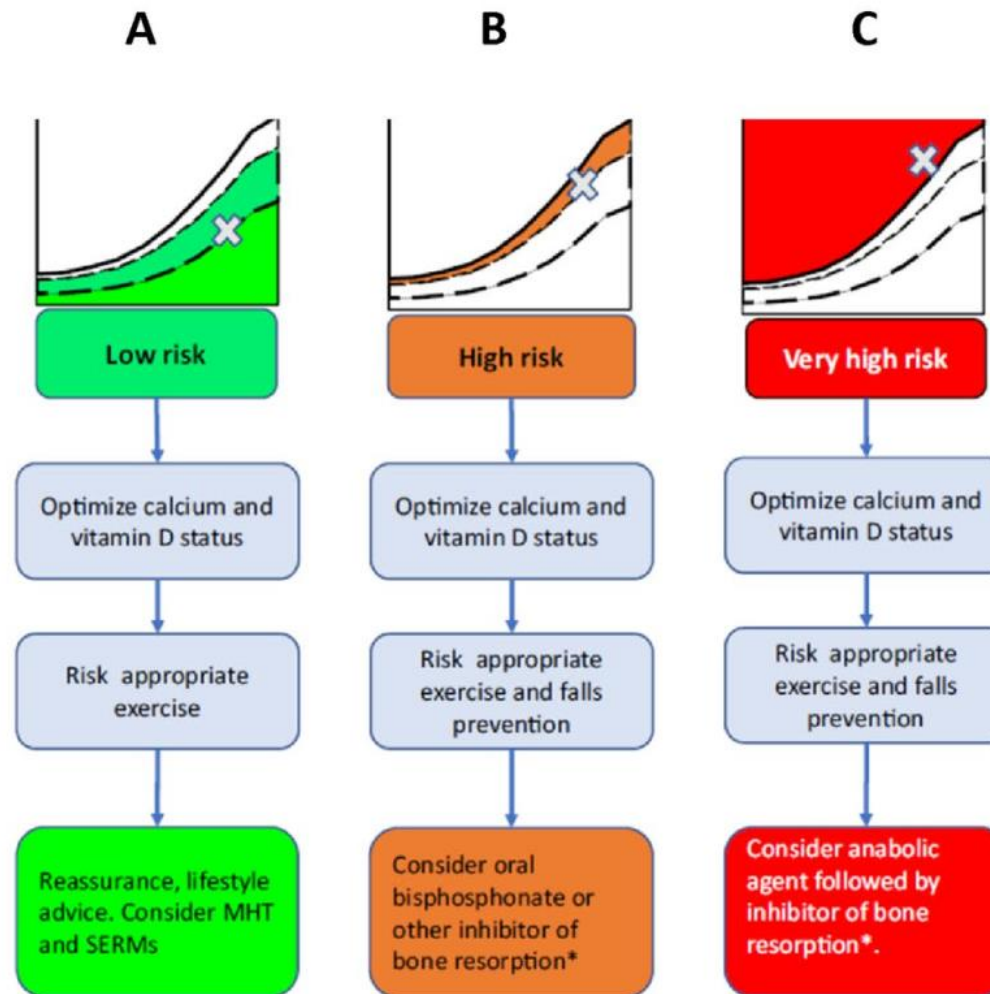 A
B
C
Low risk
High risk
Very high risk
Optimize calcium and
vitamin D status
Optimize calcium and
vitamin D status
Optimize calcium and
vitamin D status
Risk appropriate
exercise
Risk appropriate
exercise and falls
prevention
Risk appropriate
exercise and falls
prevention
Reassurance, lifestyle
advice. Consider MHT
and SERMs
Consider oral
bisphosphonate or
other inhibitor of
bone resorption*
Consider anabolic
agent followed by
inhibitor of bone
resorption*.